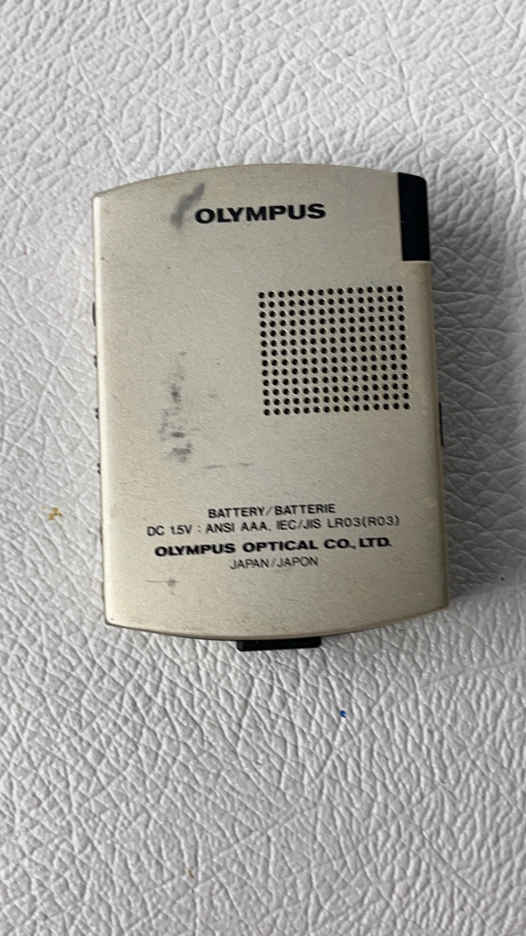 OLYMPUS
BATTERY/BATTERIE
DC 1.5V : ANSI AAA, IEC/JIS LR03(R03)
OLYMPUS OPTICAL CO., LTD.
JAPAN/JAPON